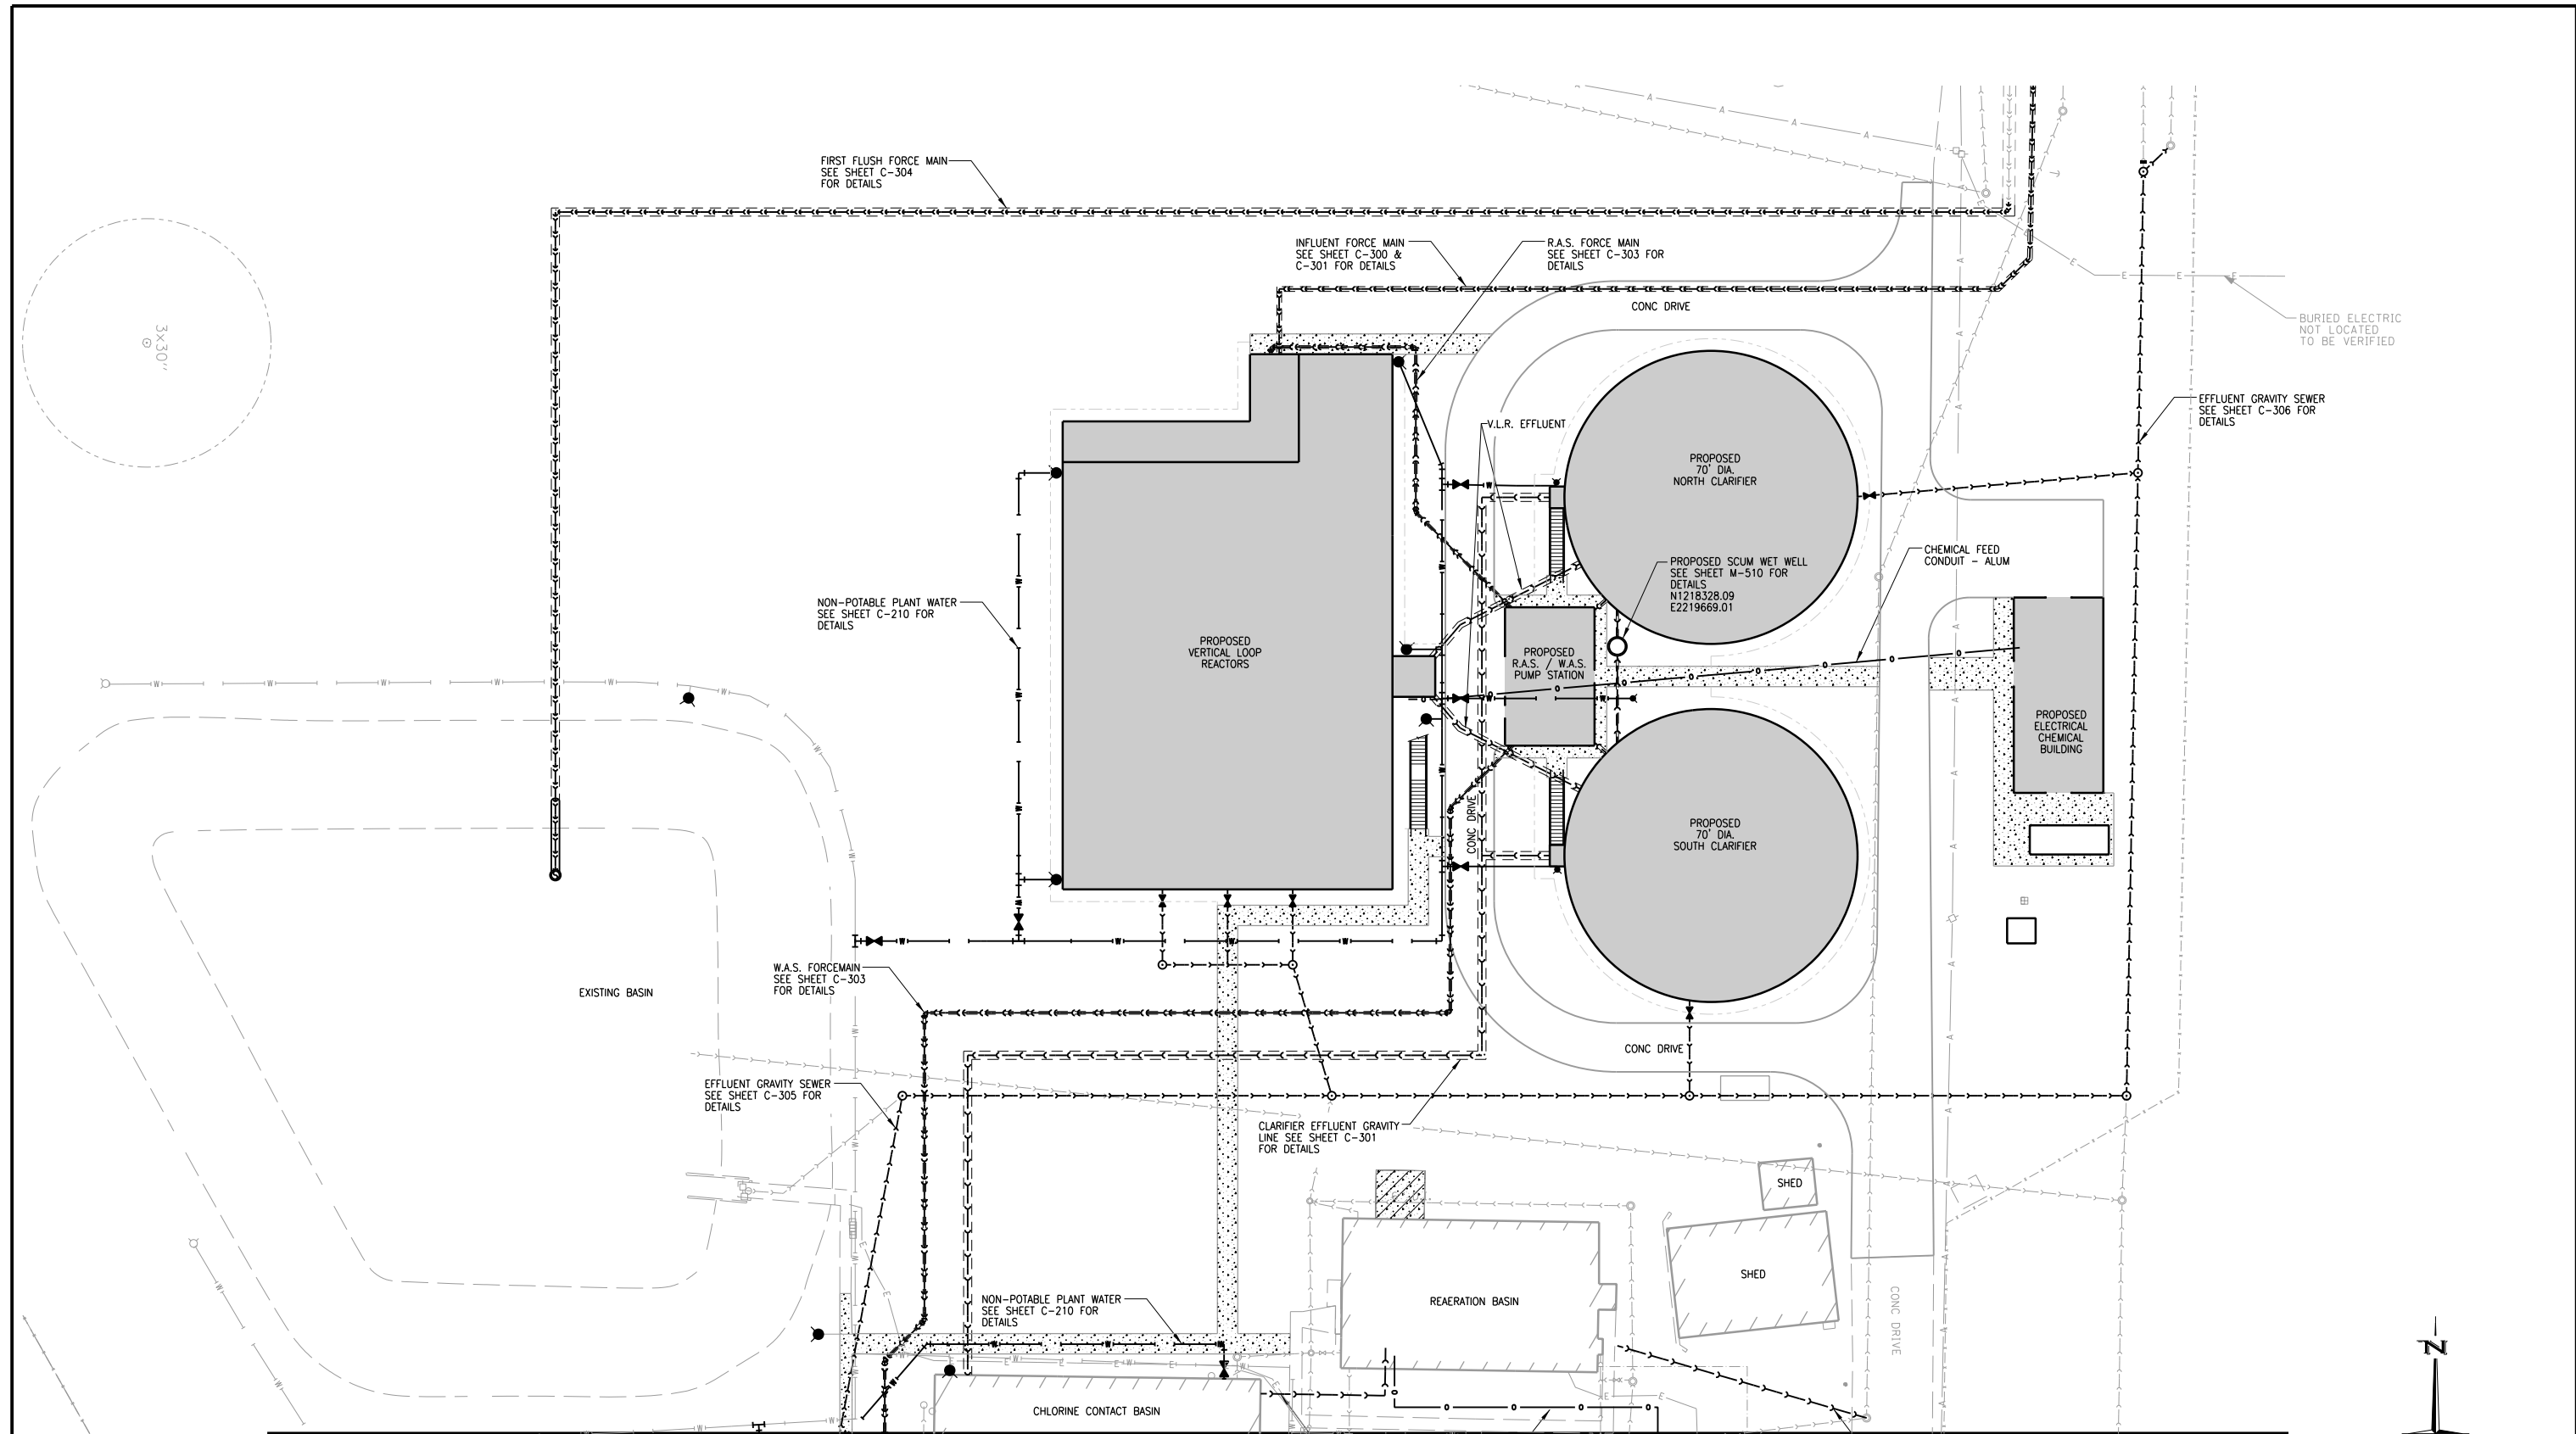 FIRST FLUSH FORCE MAIN
SEE SHEET C-304
FOR DETAILS
INFLUENT FORCE MAIN
SEE SHEET C-300 &
C-301 FOR DETAILS
R.A.S. FORCE MAIN
SEE SHEET C-303 FOR
DETAILS
CONC DRIVE
BURIED ELECTRIC
NOT LOCATED
TO BE VERIFIED
3x30"
EFFLUENT GRAVITY SEWER
SEE SHEET C-306 FOR
DETAILS
V.L.R. EFFLUENT
PROPOSED
70' DIA.
NORTH CLARIFIER
CHEMICAL FEED
CONDUIT - ALUM
PROPOSED SCUM WET WELL
SEE SHEET M-510 FOR
DETAILS
N1218328.09
E2219669.01
NON-POTABLE PLANT WATER
SEE SHEET C-210 FOR
DETAILS
PROPOSED
VERTICAL LOOP
REACTORS
PROPOSED
R.A.S. / W.A.S.
PUMP STATION
PROPOSED
ELECTRICAL
CHEMICAL
BUILDING
CONC DRIVE
PROPOSED
70' DIA.
SOUTH CLARIFIER
W.A.S. FORCEMAIN
SEE SHEET C-303
FOR DETAILS
EXISTING BASIN
CONC DRIVE
EFFLUENT GRAVITY SEWER
SEE SHEET C-305 FOR
DETAILS
CLARIFIER EFFLUENT GRAVITY
LINE SEE SHEET C-301
FOR DETAILS
SHED
SHED
NON-POTABLE PLANT WATER
SEE SHEET C-210 FOR
DETAILS
REAERATION BASIN
CONC DRIVE
CHLORINE CONTACT BASIN
N